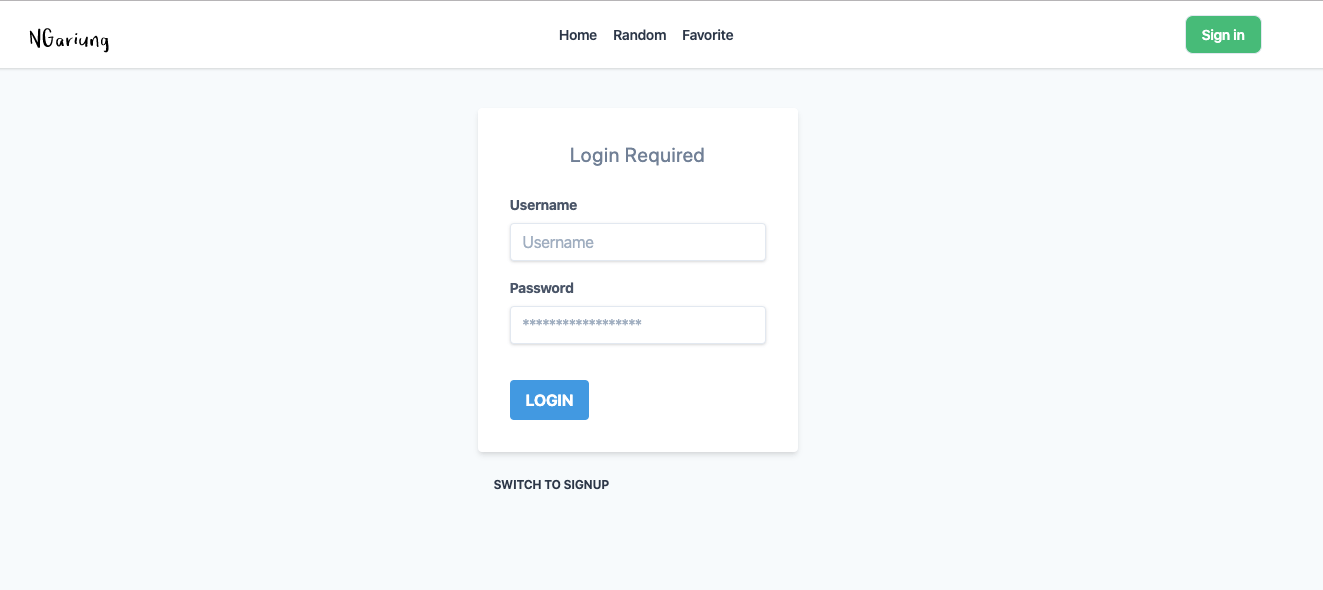 NGariung
Home Random Favorite
Sign in
Login Required
Username
Username
Password
******************
LOGIN
SWITCH TO SIGNUP